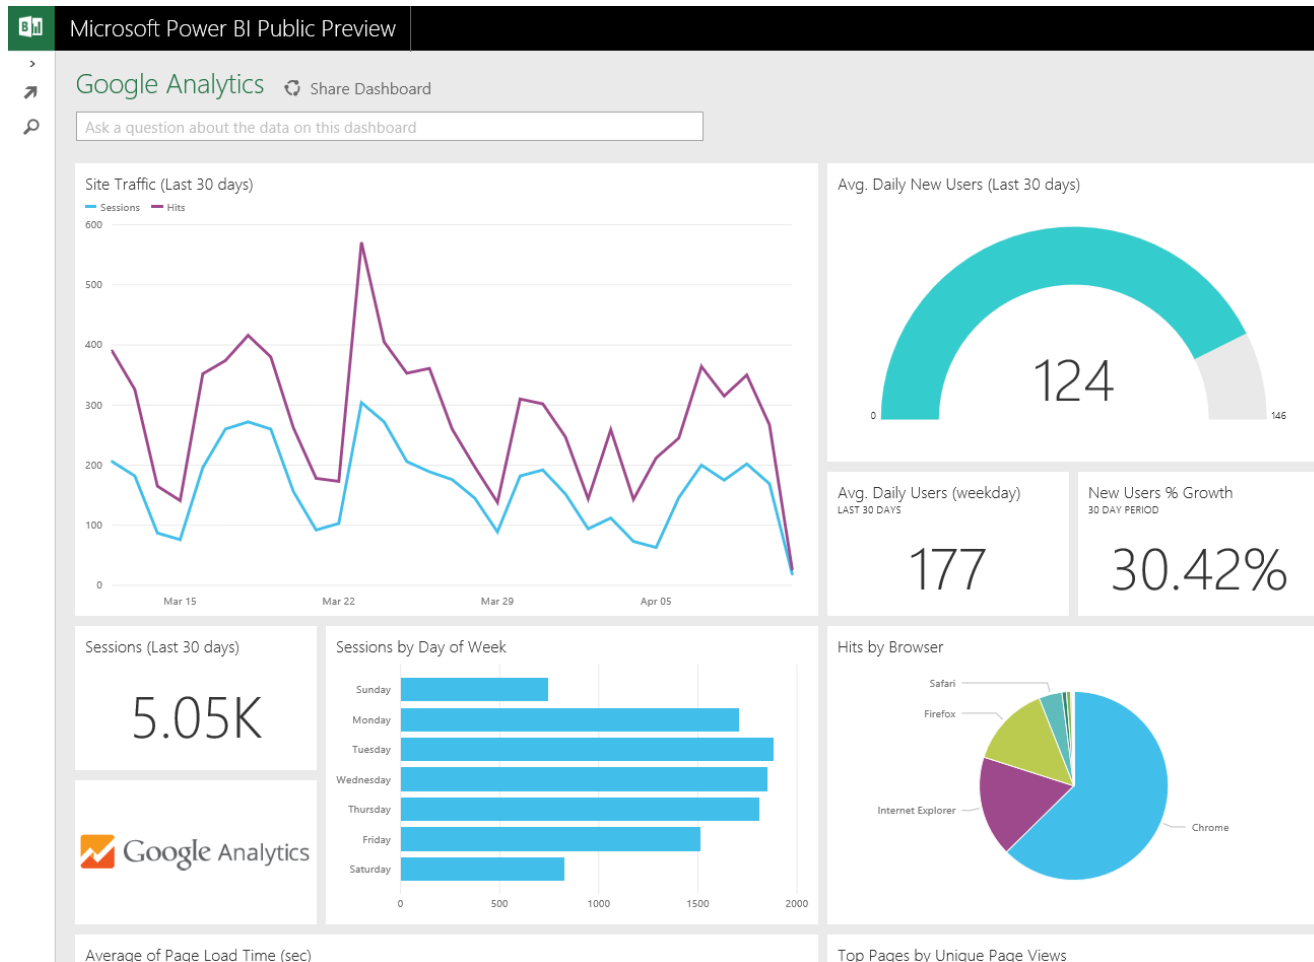 Microsoft Power BI Public Preview
Google Analytics
Share Dashboard
Ask a question about the data on this dashboard
Site Traffic (Last 30 days)
Sessions Hits
600
500
400
300
200
100
0
Mar 15 Mar 22 Mar 29 Apr 05
Avg. Daily New Users (Last 30 days)
124
0 146
Avg. Daily Users (weekday)
LAST 30 DAYS
177
New Users % Growth
30 DAY PERIOD
30.42%
Sessions (Last 30 days)
5.05K
Google Analytics
Sessions by Day of Week
Sunday
Monday
Tuesday
Wednesday
Thursday
Friday
Saturday
0 500 1000 1500 2000
Hits by Browser
Safari
Firefox
Internet Explorer
Chrome
Average of Page Load Time (sec)
Top Pages by Unique Page Views